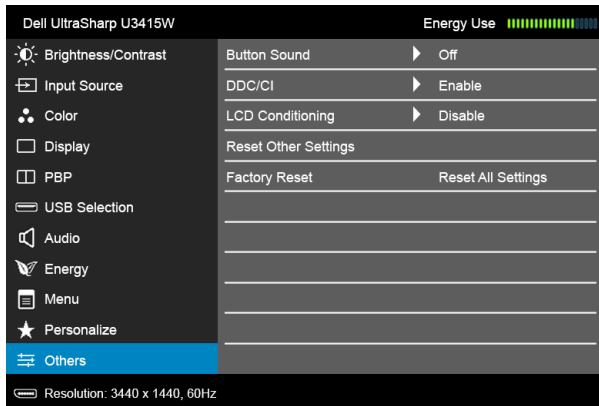 Dell UltraSharp U3415W Energy Use
Brightness/Contrast Button Sound Off
Input Source DDC/CI Enable
Color LCD Conditioning Disable
Display Reset Other Settings
PBP Factory Reset Reset All Settings
USB Selection
Audio
Energy
Menu
Personalize
Others
Resolution: 3440 x 1440, 60Hz